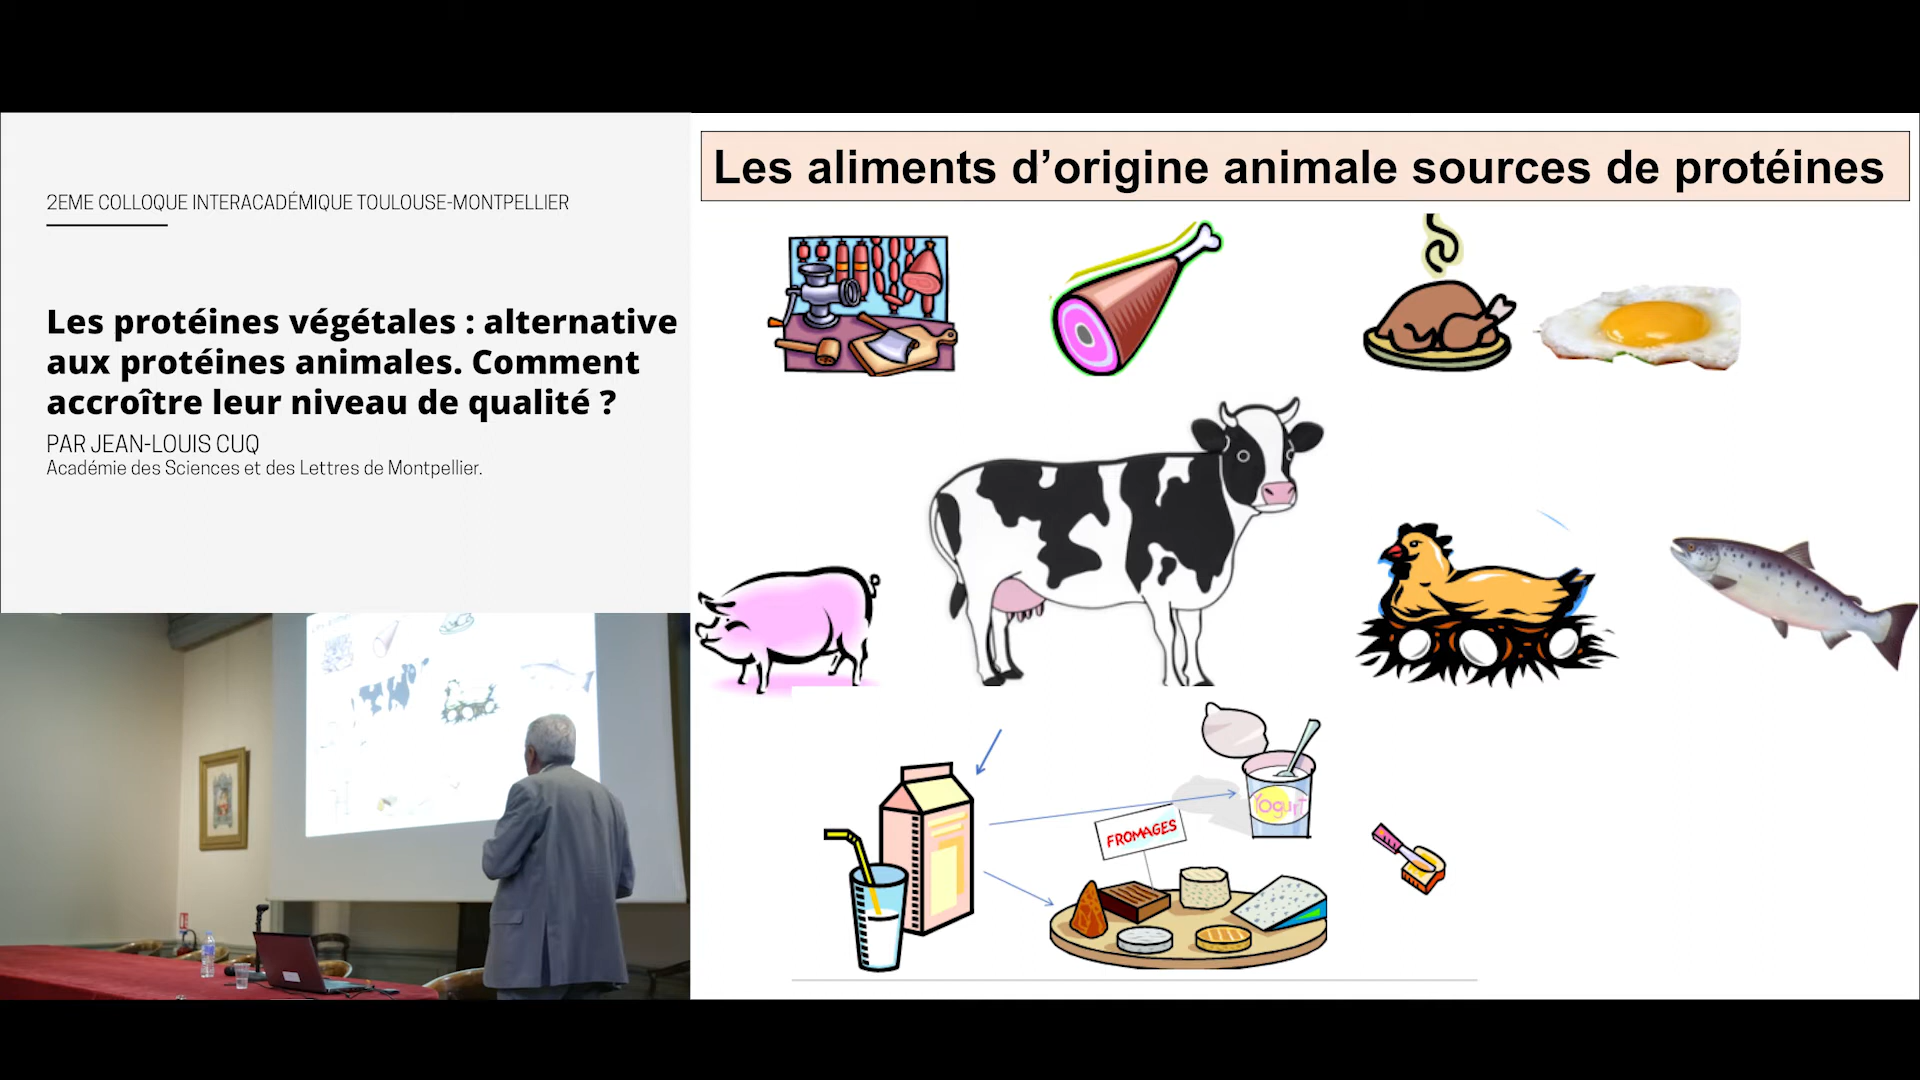 2EME COLLOQUE INTERACADÉMIQUE TOULOUSE-MONTPELLIER
Les protéines végétales : alternative
aux protéines animales. Comment
accroître leur niveau de qualité ?
PAR JEAN-LOUIS CUQ
Académie des Sciences et des Lettres de Montpellier.
Les aliments d’origine animale sources de protéines
YogurT
FROMAGES